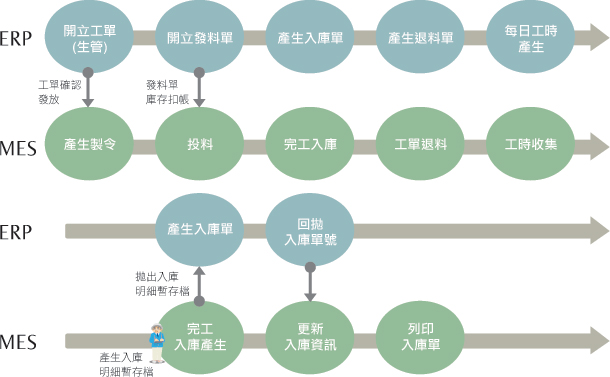 ERP
開立工單
(生管)
開立發料單
產生入庫單
產生退料單
每日工時
產生
工單確認
發放
發料單
庫存扣帳
MES
產生製令
投料
完工入庫
工單退料
工時收集
ERP
產生入庫單
回拋
入庫單號
拋出入庫
明細暫存檔
MES
完工
入庫產生
更新
入庫資訊
列印
入庫單
產生入庫
明細暫存檔